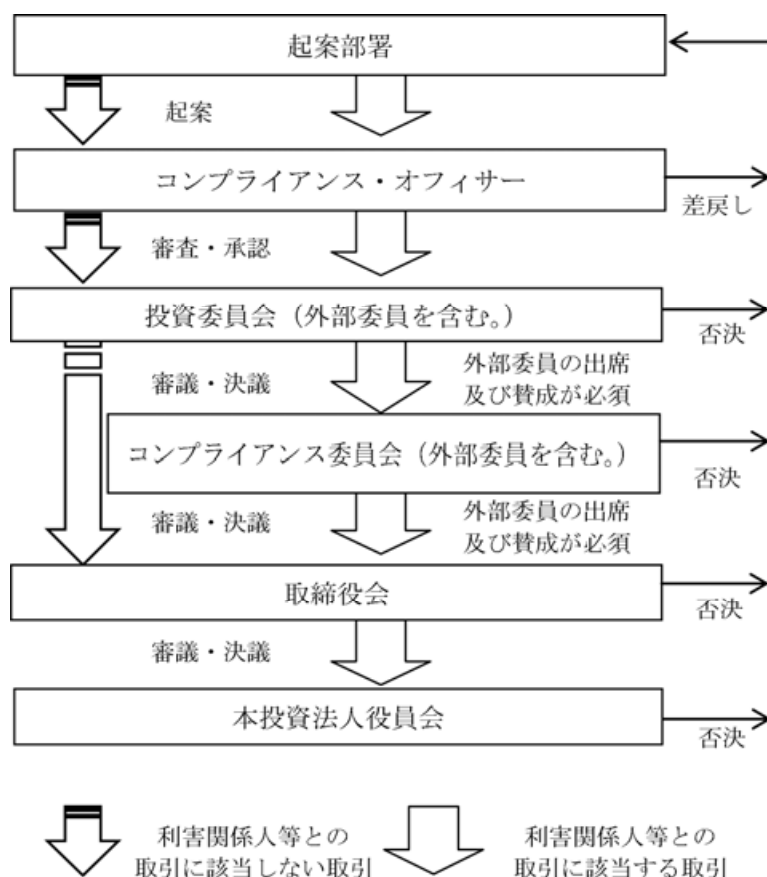 起案部署
起案
コンプライアンス・オフィサー
差戻し
審査・承認
投資委員会（外部委員を含む。）
否決
審議・決議
外部委員の出席
及び賛成が必須
コンプライアンス委員会（外部委員を含む。）
否決
審議・決議
外部委員の出席
及び賛成が必須
取締役会
否決
審議・決議
本投資法人役員会
否決
利害関係人等との
取引に該当しない取引
利害関係人等との
取引に該当する取引